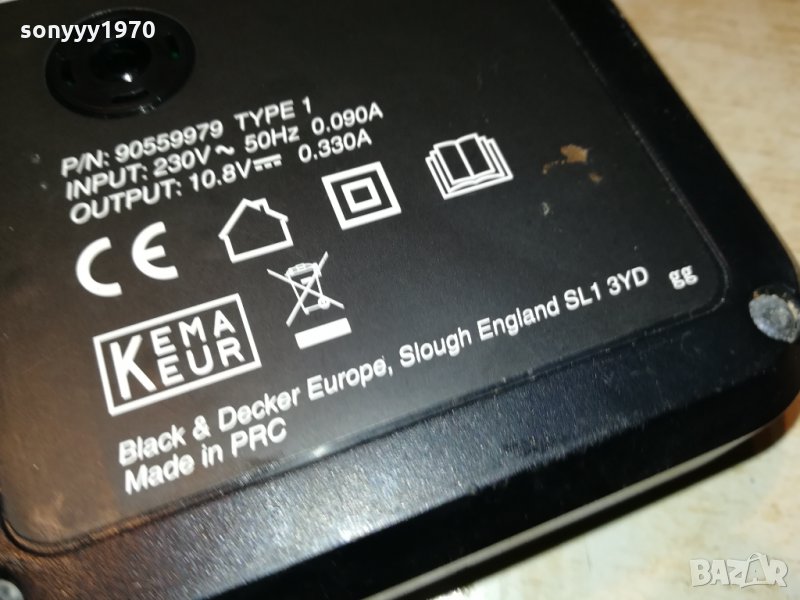 sonyyy1970
P/N: 90559979 TYPE 1
INPUT: 230V ~ 50Hz 0.090A
OUTPUT: 10.8V⎓ 0.330A
CE
KEMA
KEUR
Black & Decker Europe, Slough England SL1 3YD gg
Made in PRC
BAZAR